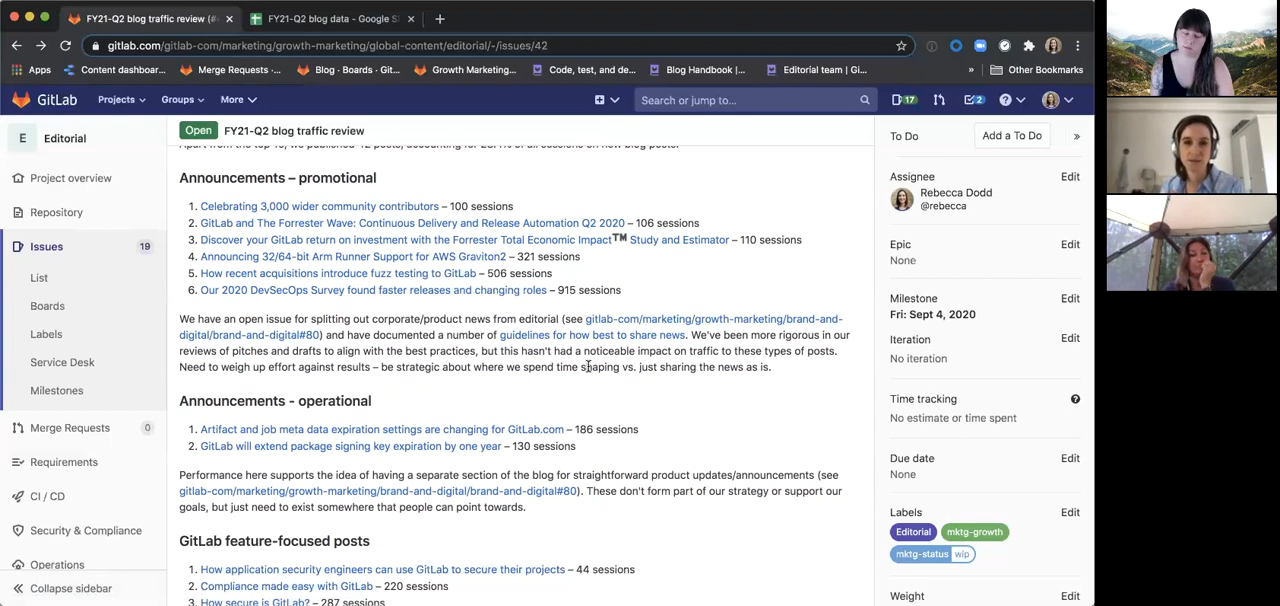 FY21-Q2 blog traffic review (#
FY21-Q2 blog data - Google S
gitlab.com/gitlab-com/marketing/growth-marketing/global-content/editorial/-/issues/42
Apps Content dashboar... Merge Requests ·... Blog · Boards · Git... Growth Marketing... Code, test, and de... Blog Handbook |... Editorial team | Gi... » Other Bookmarks
GitLab Projects Groups More Search or jump to... 17 2
E Editorial
Open FY21-Q2 blog traffic review
Project overview
Repository
Issues 19
List
Boards
Labels
Service Desk
Milestones
Merge Requests 0
Requirements
CI / CD
Security & Compliance
Operations
Collapse sidebar
Announcements – promotional
1. Celebrating 3,000 wider community contributors – 100 sessions
2. GitLab and The Forrester Wave: Continuous Delivery and Release Automation Q2 2020 – 106 sessions
3. Discover your GitLab return on investment with the Forrester Total Economic Impact™ Study and Estimator – 110 sessions
4. Announcing 32/64-bit Arm Runner Support for AWS Graviton2 – 321 sessions
5. How recent acquisitions introduce fuzz testing to GitLab – 506 sessions
6. Our 2020 DevSecOps Survey found faster releases and changing roles – 915 sessions
We have an open issue for splitting out corporate/product news from editorial (see gitlab-com/marketing/growth-marketing/brand-and-
digital/brand-and-digital#80) and have documented a number of guidelines for how best to share news. We've been more rigorous in our
reviews of pitches and drafts to align with the best practices, but this hasn't had a noticeable impact on traffic to these types of posts.
Need to weigh up effort against results – be strategic about where we spend time shaping vs. just sharing the news as is.
Announcements - operational
1. Artifact and job meta data expiration settings are changing for GitLab.com – 186 sessions
2. GitLab will extend package signing key expiration by one year – 130 sessions
Performance here supports the idea of having a separate section of the blog for straightforward product updates/announcements (see
gitlab-com/marketing/growth-marketing/brand-and-digital/brand-and-digital#80). These don't form part of our strategy or support our
goals, but just need to exist somewhere that people can point towards.
GitLab feature-focused posts
1. How application security engineers can use GitLab to secure their projects – 44 sessions
2. Compliance made easy with GitLab – 220 sessions
3. How secure is GitLab? – 287 sessions
To Do Add a To Do »
Assignee Edit
Rebecca Dodd
@rebecca
Epic Edit
None
Milestone Edit
Fri: Sept 4, 2020
Iteration Edit
No iteration
Time tracking
No estimate or time spent
Due date Edit
None
Labels Edit
Editorial mktg-growth
mktg-status wip
Weight Edit